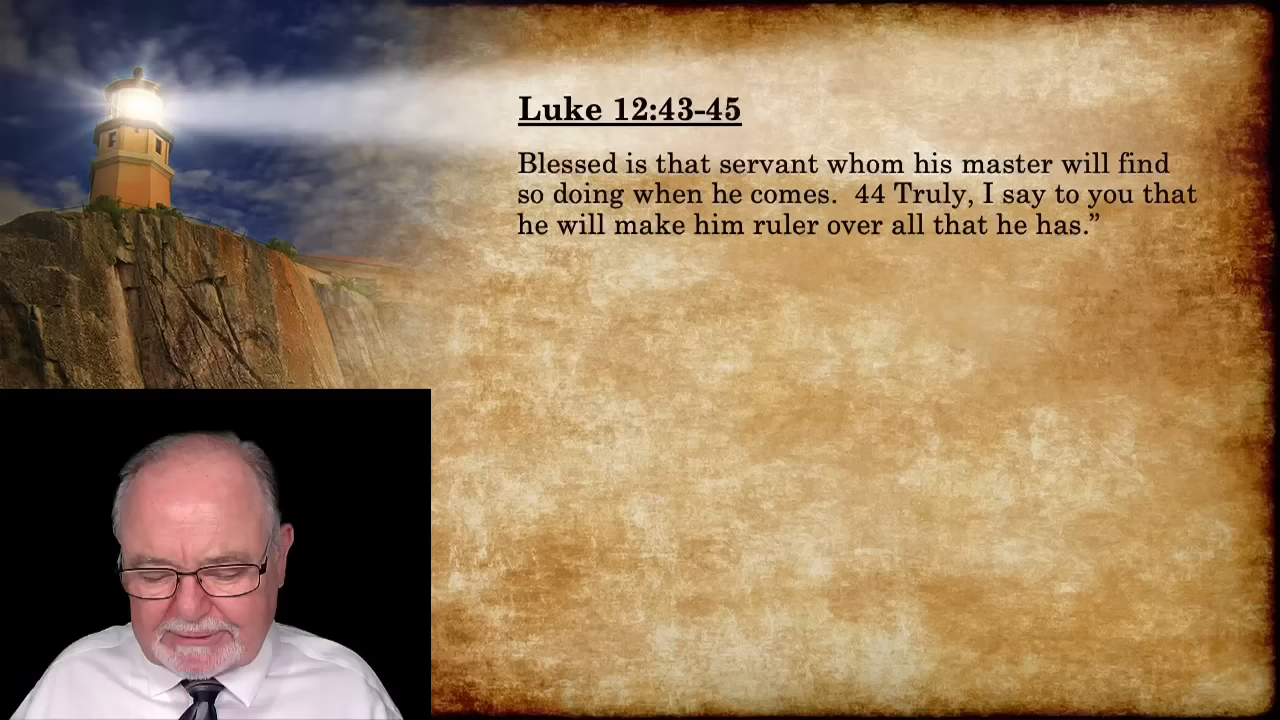 Luke 12:43-45
Blessed is that servant whom his master will find
so doing when he comes.  44 Truly, I say to you that
he will make him ruler over all that he has.”